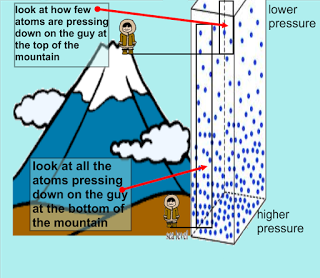 look at how few
atoms are pressing
down on the guy at
the top of the
mountain
lower
pressure
look at all the
atoms pressing
down on the guy
at the bottom of
the mountain
higher
pressure